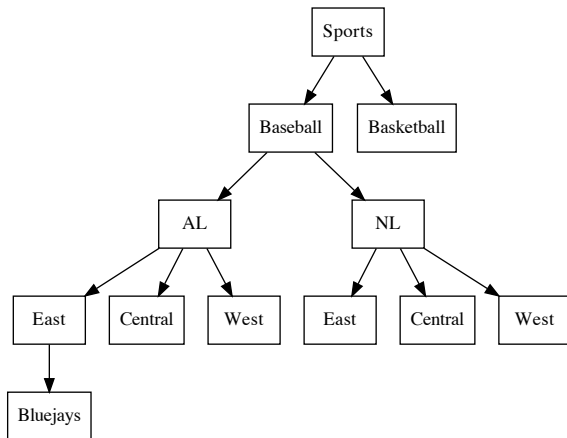 Sports
Baseball
Basketball
AL
NL
East
Central
West
East
Central
West
Bluejays